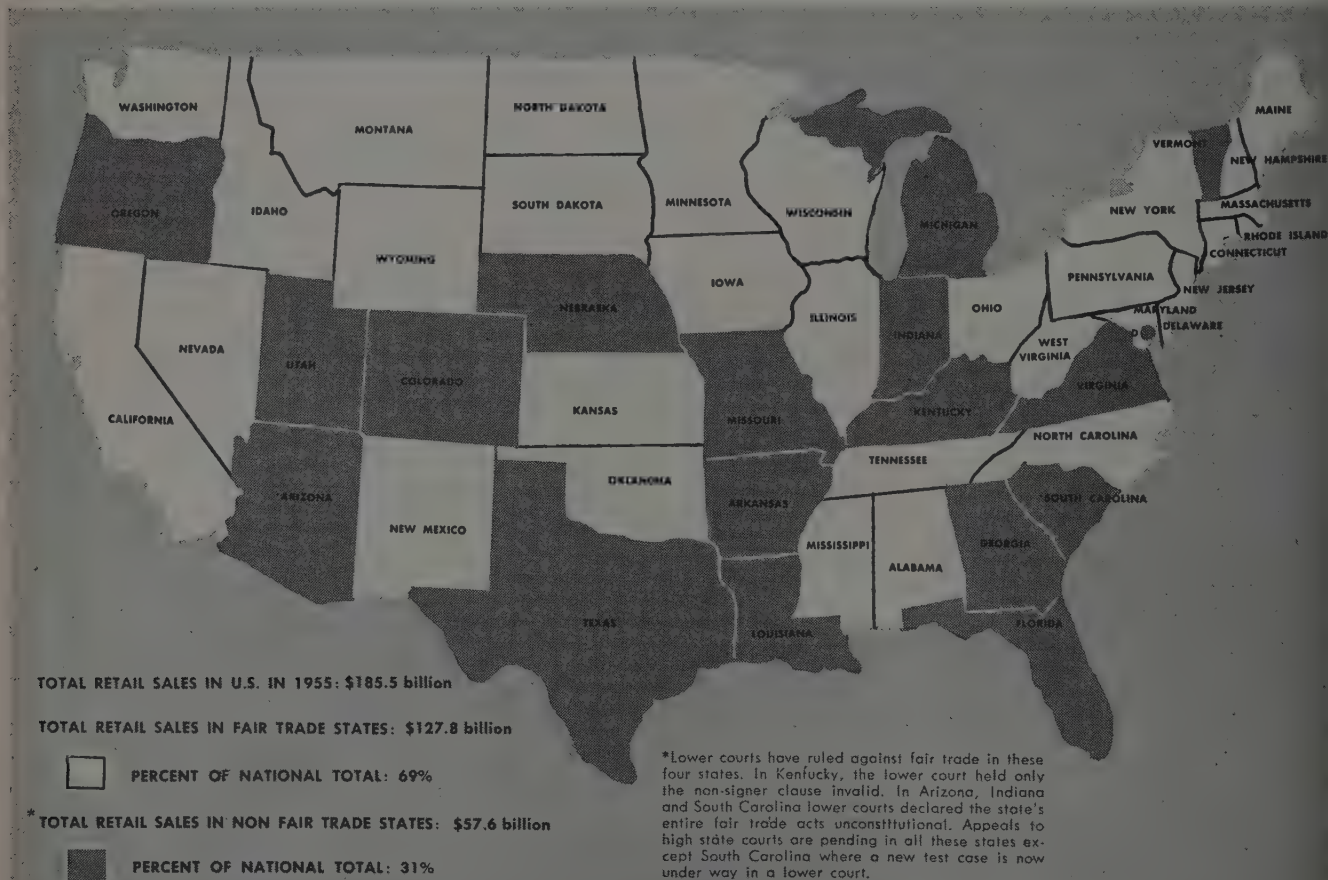 WASHINGTON
MONTANA
NORTH DAKOTA
MINNESOTA
MAINE
VERMONT
NEW HAMPSHIRE
OREGON
IDAHO
WYOMING
SOUTH DAKOTA
WISCONSIN
MICHIGAN
NEW YORK
MASSACHUSETTS
RHODE ISLAND
CONNECTICUT
PENNSYLVANIA
NEW JERSEY
NEVADA
UTAH
COLORADO
NEBRASKA
IOWA
ILLINOIS
INDIANA
OHIO
MARYLAND
DELAWARE
WEST
VIRGINIA
VIRGINIA
CALIFORNIA
KANSAS
MISSOURI
KENTUCKY
NORTH CAROLINA
TENNESSEE
*ARIZONA
NEW MEXICO
OKLAHOMA
ARKANSAS
*SOUTH CAROLINA
MISSISSIPPI
ALABAMA
GEORGIA
TEXAS
LOUISIANA
FLORIDA
TOTAL RETAIL SALES IN U.S. IN 1955: $185.5 billion
TOTAL RETAIL SALES IN FAIR TRADE STATES: $127.8 billion
PERCENT OF NATIONAL TOTAL: 69%
*TOTAL RETAIL SALES IN NON FAIR TRADE STATES: $57.6 billion
PERCENT OF NATIONAL TOTAL: 31%
*Lower courts have ruled against fair trade in these
four states. In Kentucky, the lower court held only
the non-signer clause invalid. In Arizona, Indiana
and South Carolina lower courts declared the state's
entire fair trade acts unconstitutional. Appeals to
high state courts are pending in all these states ex-
cept South Carolina where a new test case is now
under way in a lower court.